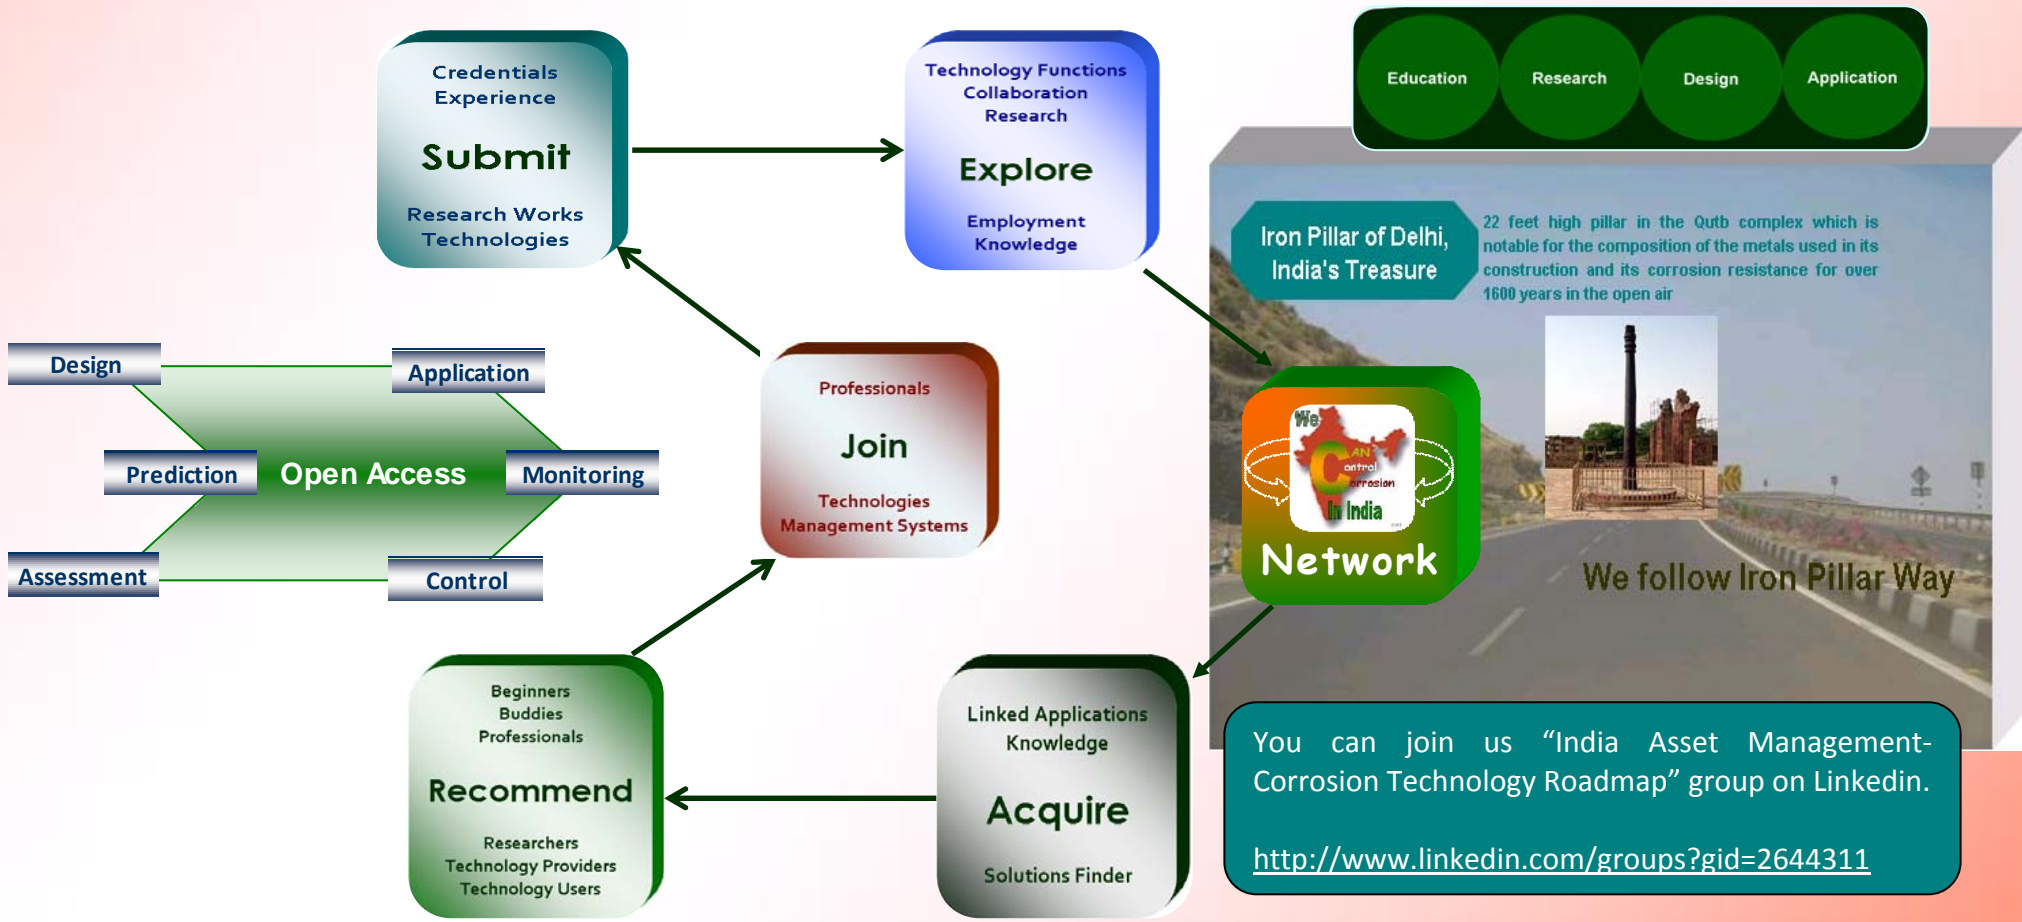 Credentials
Experience
Submit
Research Works
Technologies
Technology Functions
Collaboration
Research
Explore
Employment
Knowledge
Education
Research
Design
Application
Iron Pillar of Delhi,
India's Treasure
22 feet high pillar in the Qutb complex which is
notable for the composition of the metals used in its
construction and its corrosion resistance for over
1600 years in the open air
Design
Application
Prediction
Open Access
Monitoring
Assessment
Control
Professionals
Join
Technologies
Management Systems
We
CAN
Control
Corrosion
In India
Network
We follow Iron Pillar Way
Beginners
Buddies
Professionals
Recommend
Researchers
Technology Providers
Technology Users
Linked Applications
Knowledge
Acquire
Solutions Finder
You can join us “India Asset Management-
Corrosion Technology Roadmap” group on Linkedin.
http://www.linkedin.com/groups?gid=2644311